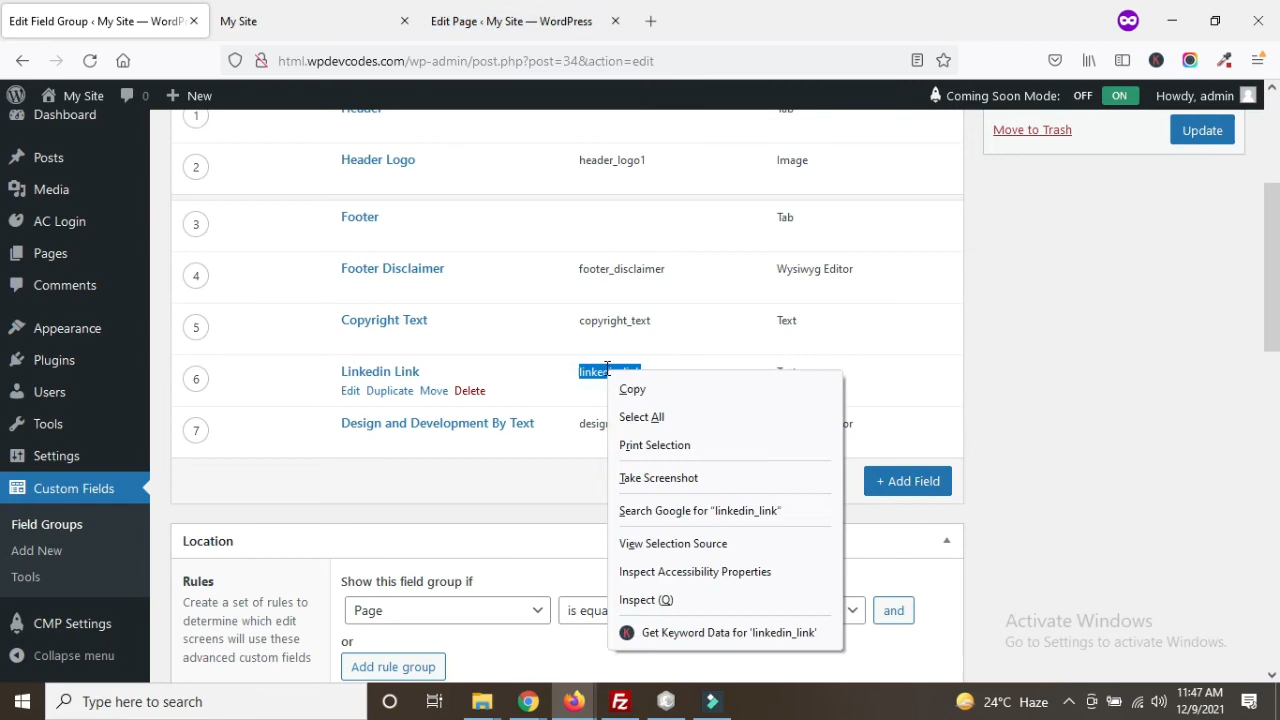 Edit Field Group ‹ My Site — WordPr
My Site
Edit Page ‹ My Site — WordPress
html.wpdevcodes.com/wp-admin/post.php?post=34&action=edit
My Site
0
New
Coming Soon Mode:
OFF
ON
Howdy, admin
Dashboard
Posts
Media
AC Login
Pages
Comments
Appearance
Plugins
Users
Tools
Settings
Custom Fields
Field Groups
Add New
Tools
CMP Settings
Collapse menu
1
Header
Tab
2
Header Logo
header_logo1
Image
3
Footer
Tab
4
Footer Disclaimer
footer_disclaimer
Wysiwyg Editor
5
Copyright Text
copyright_text
Text
6
Linkedin Link
Edit Duplicate Move Delete
7
Design and Development By Text
+ Add Field
Move to Trash
Update
Copy
Select All
Print Selection
Take Screenshot
Search Google for “linkedin_link”
View Selection Source
Inspect Accessibility Properties
Inspect (Q)
K Get Keyword Data for 'linkedin_link'
Location
Rules
Create a set of rules to
determine which edit
screens will use these
advanced custom fields
Show this field group if
Page
is equa
and
or
Add rule group
Activate Windows
Go to Settings to activate Windows.
Type here to search
24°C Haze
11:47 AM
12/9/2021